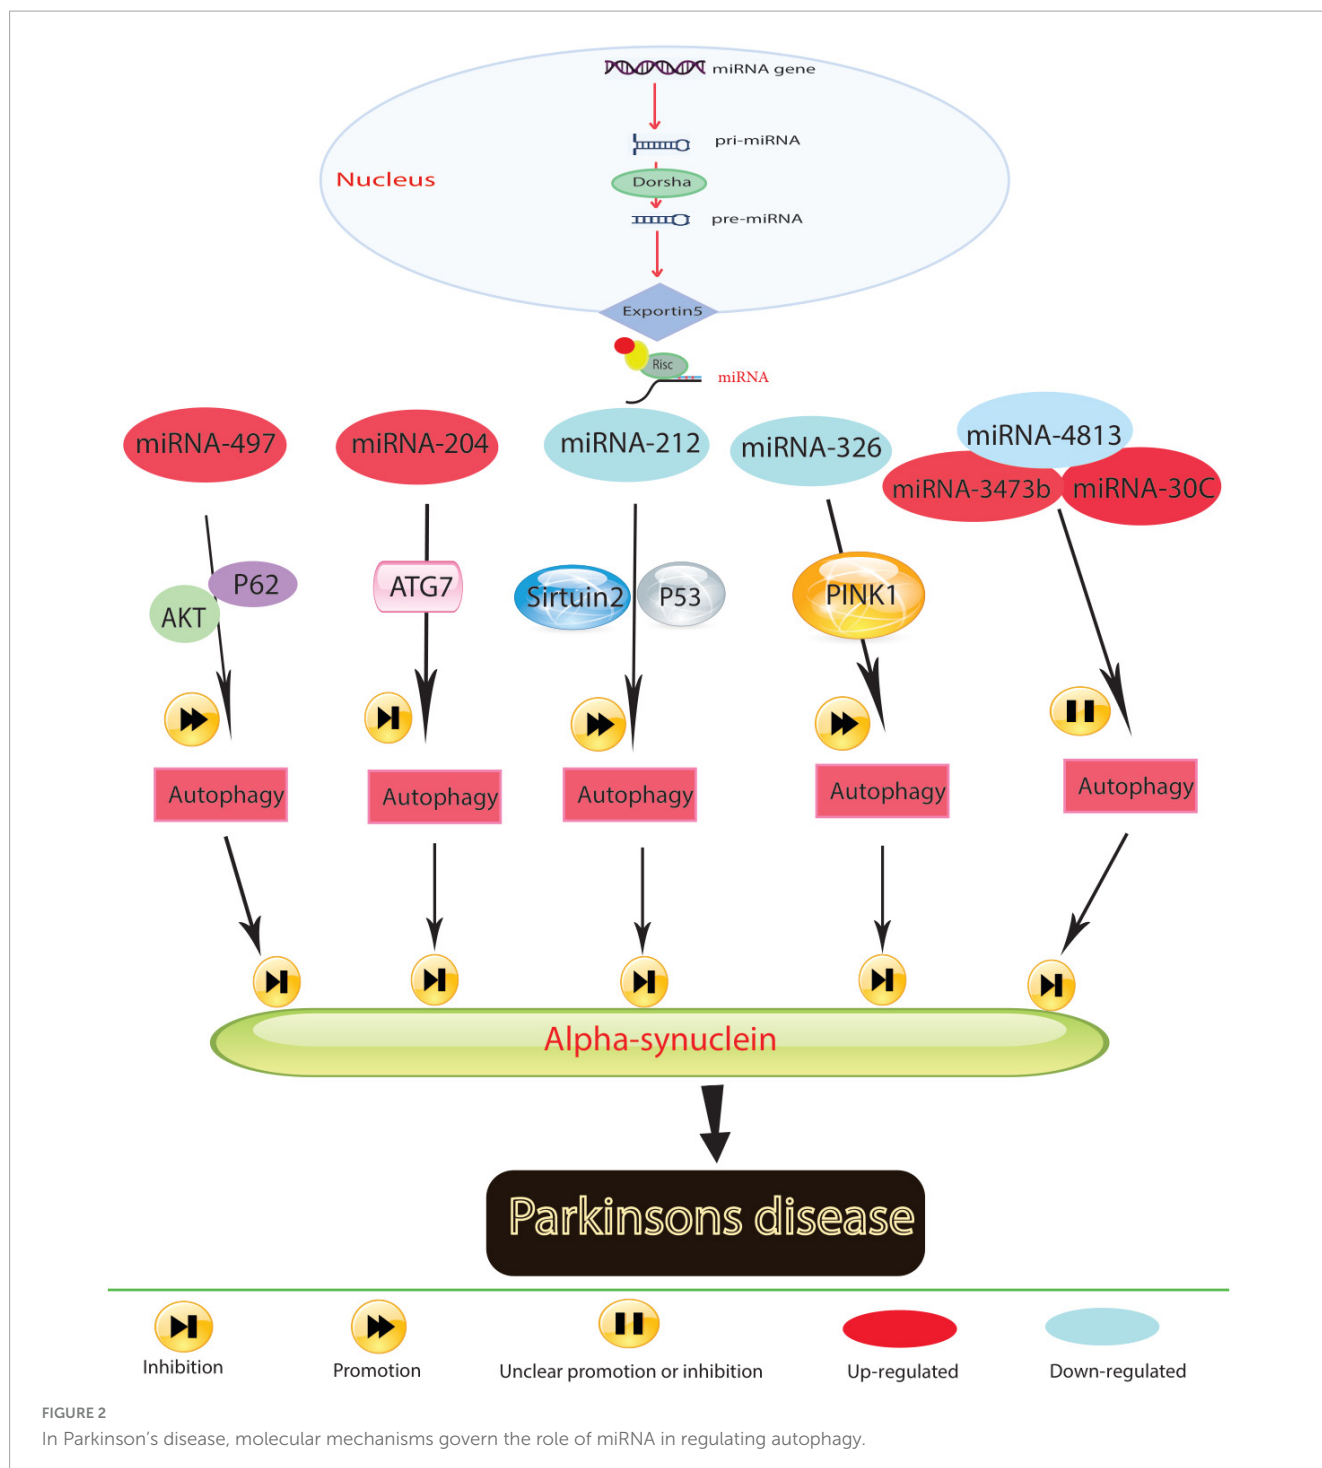 miRNA gene
pri-miRNA
Nucleus
Dorsha
pre-miRNA
Exportin5
Risc
miRNA
miRNA-497
miRNA-204
miRNA-212
miRNA-326
miRNA-4813
miRNA-3473b
miRNA-30C
P62
AKT
ATG7
Sirtuin2
P53
PINK1
Autophagy
Autophagy
Autophagy
Autophagy
Autophagy
Alpha-synuclein
Parkinsons disease
Inhibition
Promotion
Unclear promotion or inhibition
Up-regulated
Down-regulated
FIGURE 2
In Parkinson's disease, molecular mechanisms govern the role of miRNA in regulating autophagy.